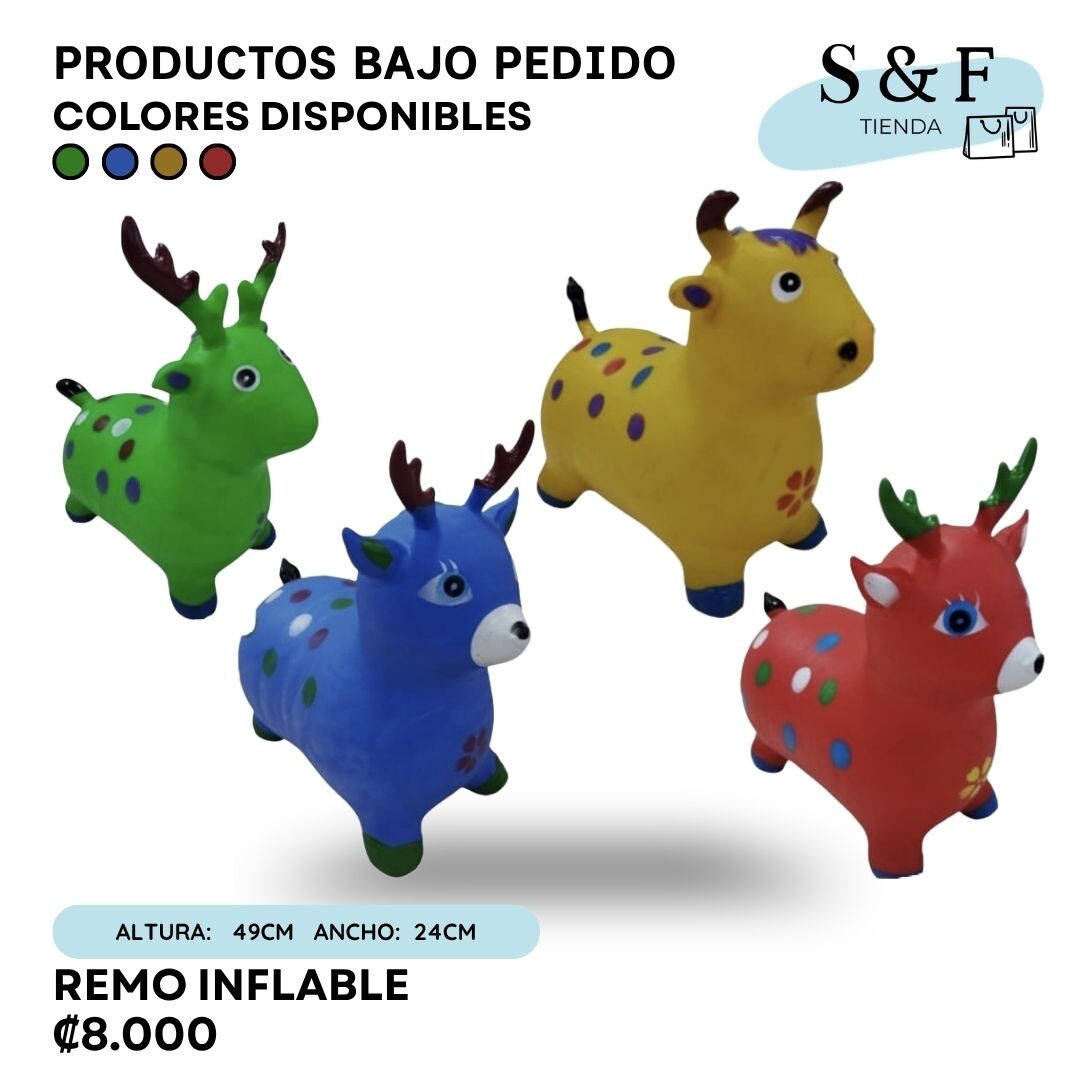 PRODUCTOS BAJO PEDIDO
COLORES DISPONIBLES
S & F
TIENDA
ALTURA: 49CM ANCHO: 24CM
REMO INFLABLE
₡8.000